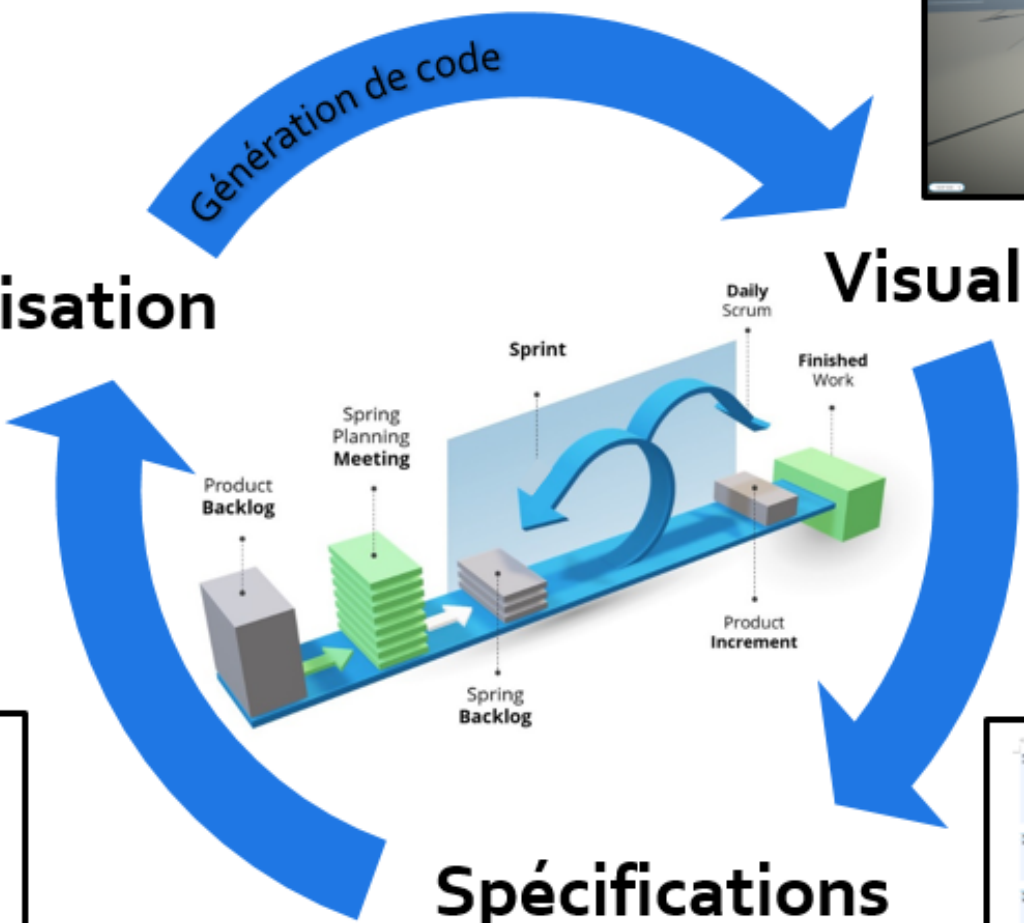 Génération de code
isation
Visual
Daily
Scrum
Sprint
Finished
Work
Spring
Planning
Meeting
Product
Backlog
Product
Increment
Spring
Backlog
Spécifications